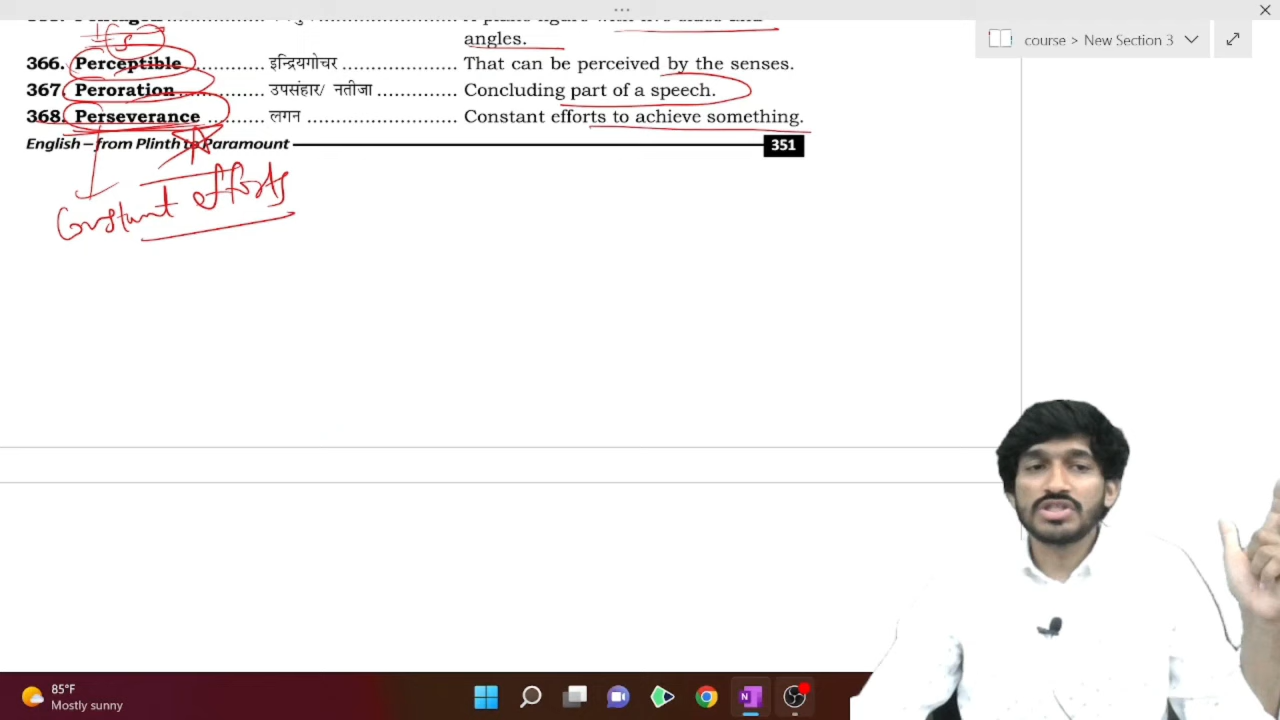 angles.
366. Perceptible ............ इन्द्रियगोचर .................... That can be perceived by the senses.
367. Peroration .............. उपसंहार/ नतीजा .............. Concluding part of a speech.
368. Perseverance .......... लगन .......................... Constant efforts to achieve something.
English – from Plinth to Paramount 351
Constant efforts
course > New Section 3
85°F
Mostly sunny